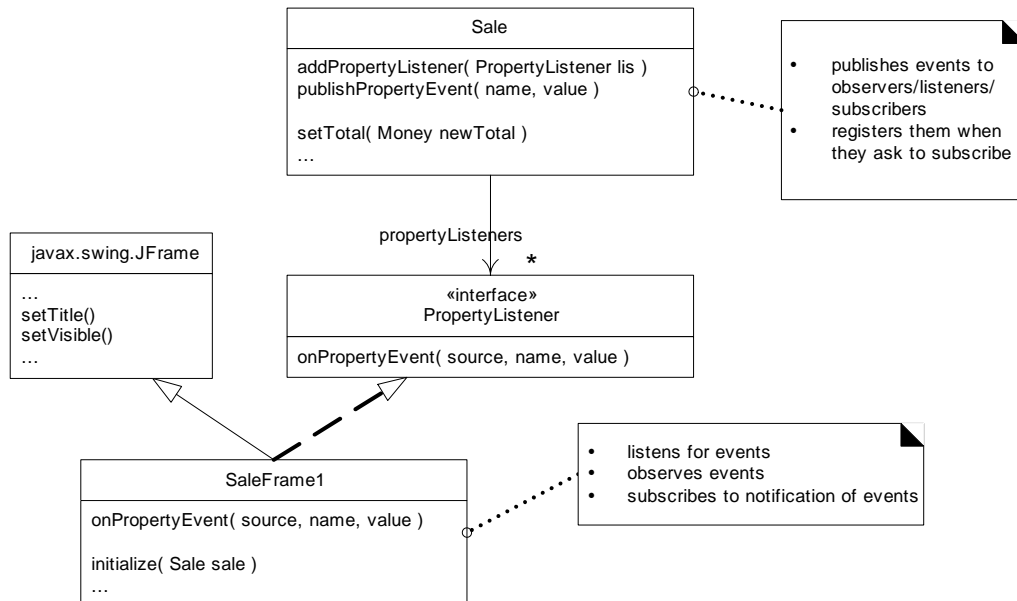 Sale
addPropertyListener( PropertyListener lis )
publishPropertyEvent( name, value )
setTotal( Money newTotal )
...
• publishes events to
observers/listeners/
subscribers
• registers them when
they ask to subscribe
propertyListeners
*
javax.swing.JFrame
...
setTitle()
setVisible()
...
«interface»
PropertyListener
onPropertyEvent( source, name, value )
SaleFrame1
onPropertyEvent( source, name, value )
initialize( Sale sale )
...
• listens for events
• observes events
• subscribes to notification of events